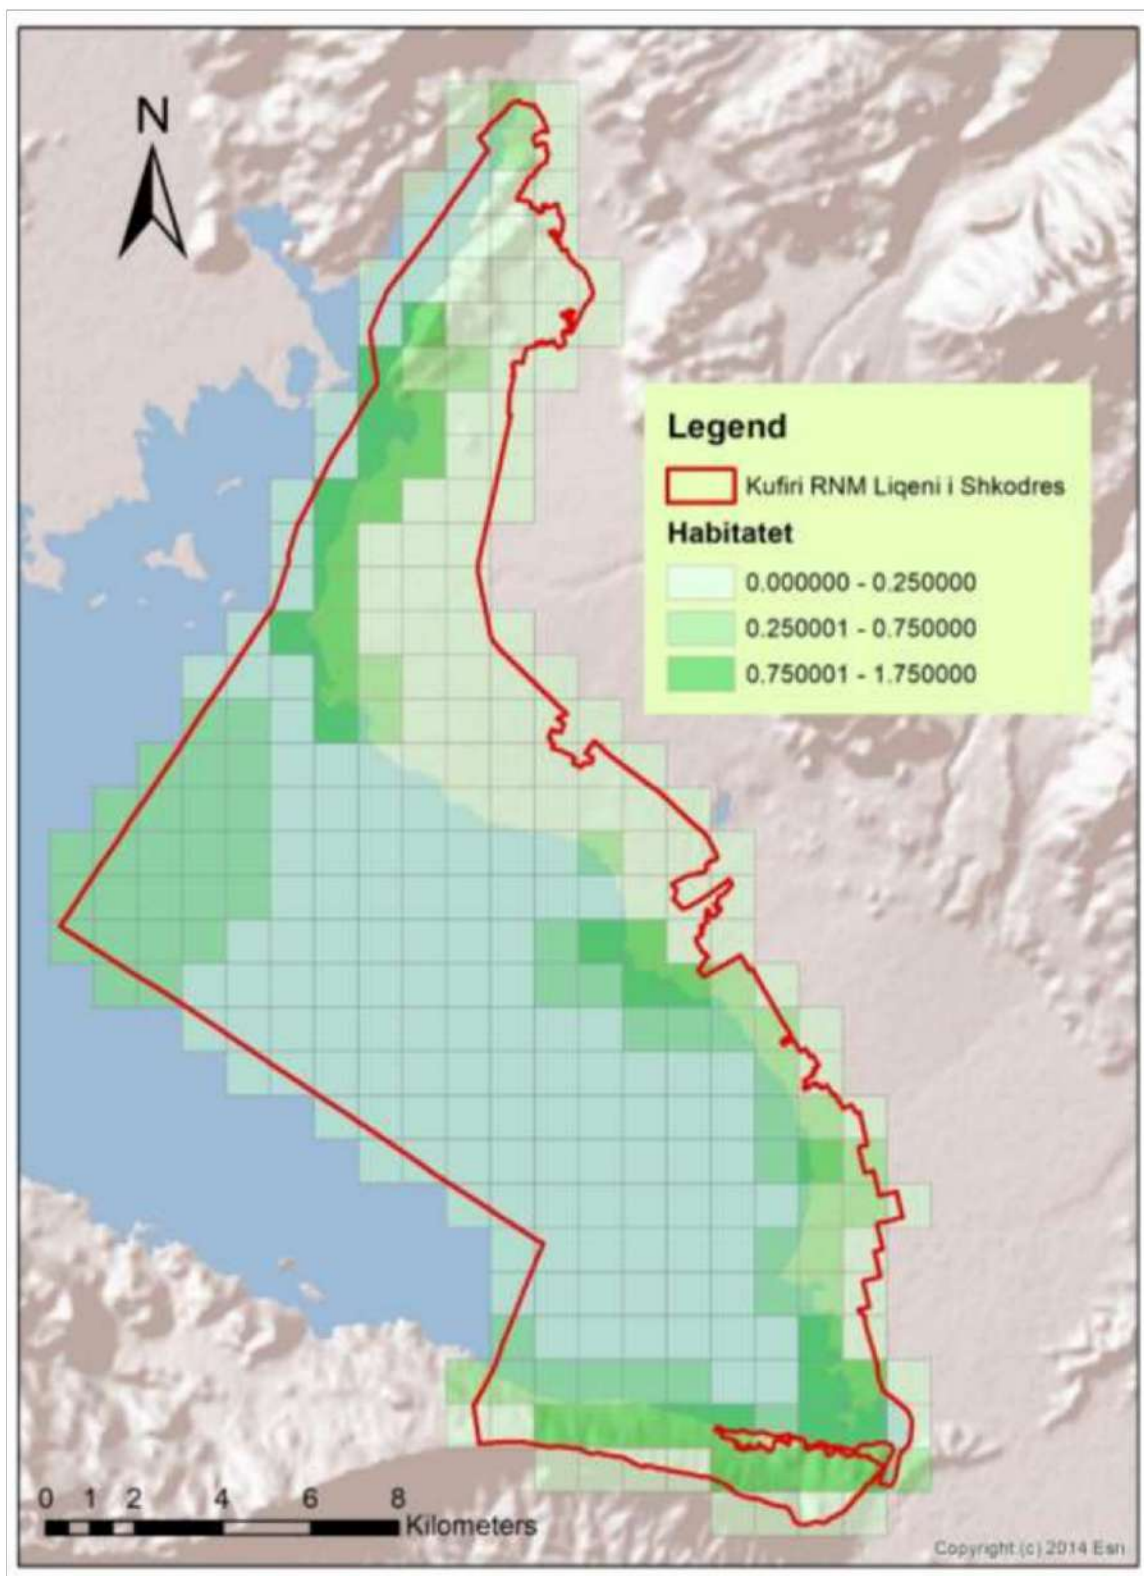 N
Legend
Kufiri RNM Liqeni i Shkodres
Habitatet
0.000000 - 0.250000
0.250001 - 0.750000
0.750001 - 1.750000
0 1 2 4 6 8
Kilometers
Copyright:(c) 2014 Esri